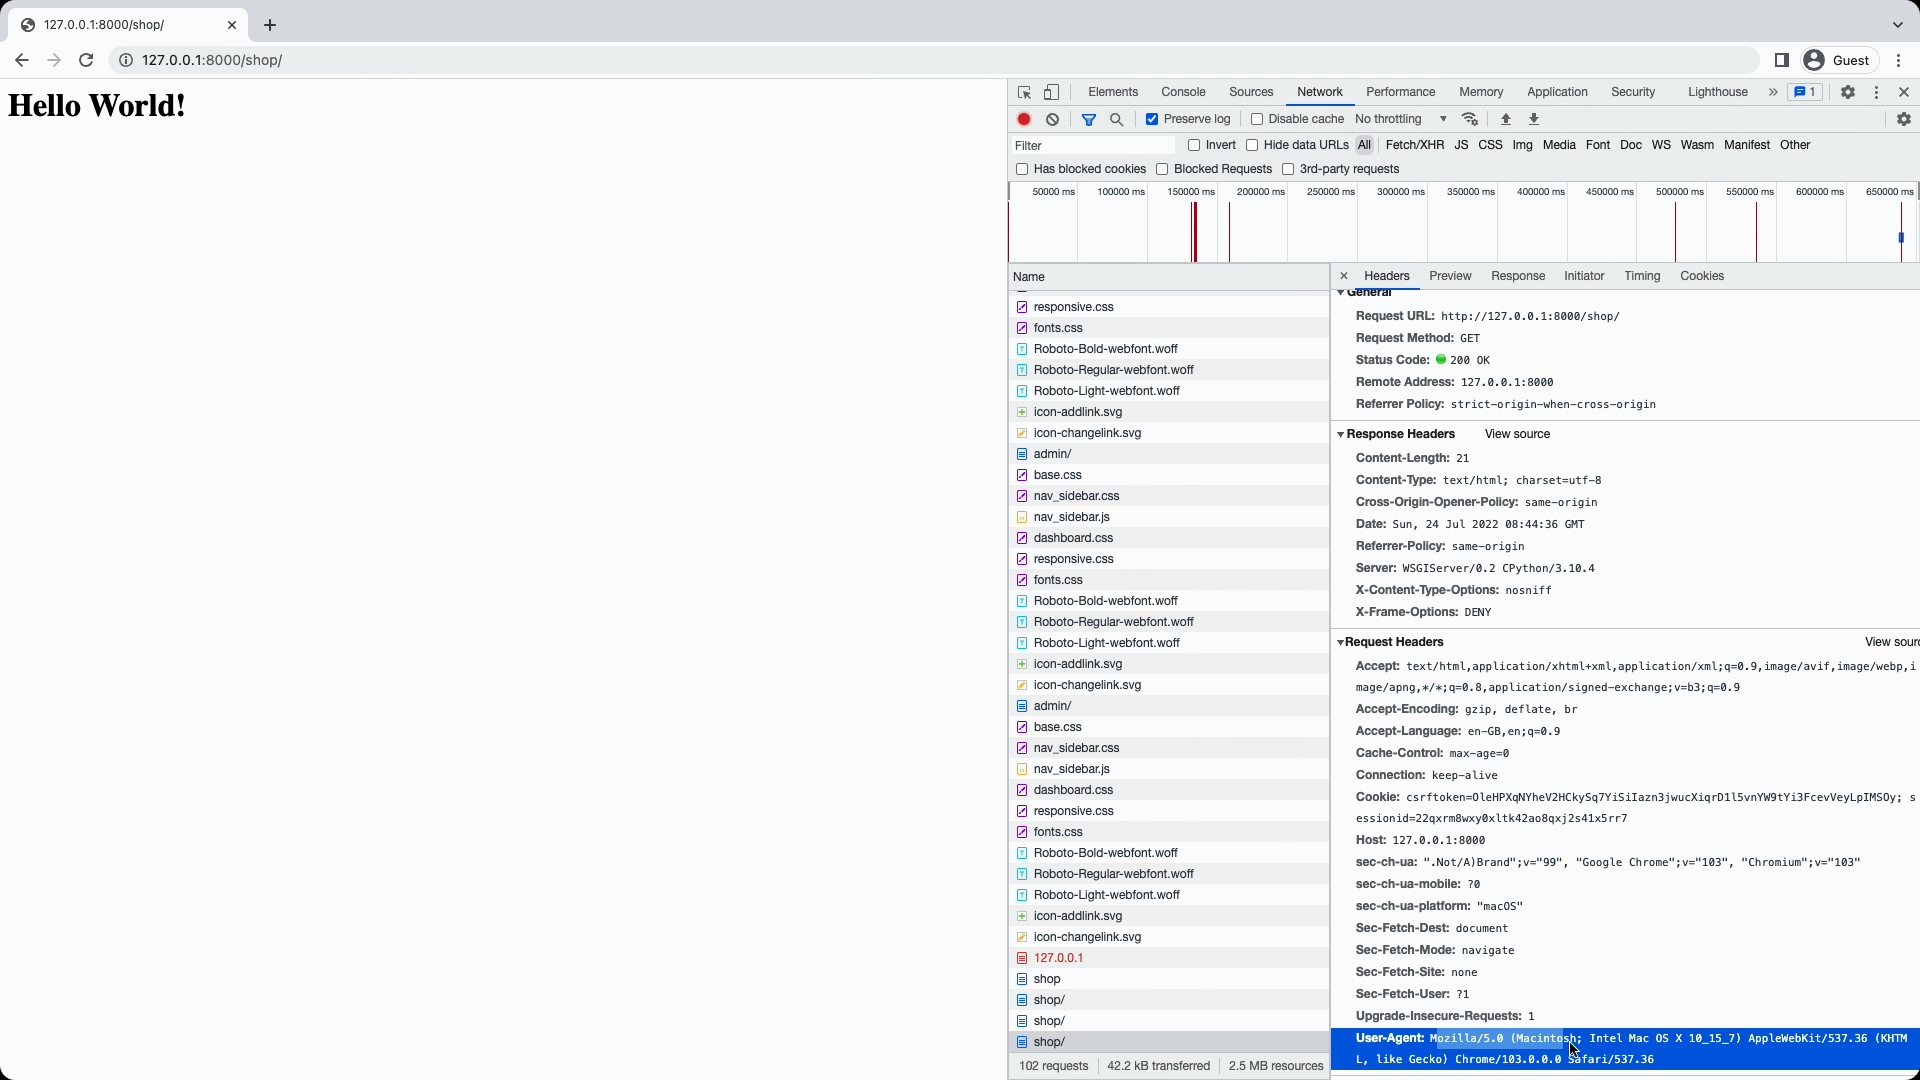 127.0.0.1:8000/shop/
127.0.0.1:8000/shop/
Guest
Hello World!
Elements Console Sources Network Performance Memory Application Security Lighthouse » 1
Preserve log Disable cache No throttling
Filter Invert Hide data URLs All Fetch/XHR JS CSS Img Media Font Doc WS Wasm Manifest Other
Has blocked cookies Blocked Requests 3rd-party requests
50000 ms 100000 ms 150000 ms 200000 ms 250000 ms 300000 ms 350000 ms 400000 ms 450000 ms 500000 ms 550000 ms 600000 ms 650000 ms
Name
responsive.css
fonts.css
Roboto-Bold-webfont.woff
Roboto-Regular-webfont.woff
Roboto-Light-webfont.woff
icon-addlink.svg
icon-changelink.svg
admin/
base.css
nav_sidebar.css
nav_sidebar.js
dashboard.css
responsive.css
fonts.css
Roboto-Bold-webfont.woff
Roboto-Regular-webfont.woff
Roboto-Light-webfont.woff
icon-addlink.svg
icon-changelink.svg
admin/
base.css
nav_sidebar.css
nav_sidebar.js
dashboard.css
responsive.css
fonts.css
Roboto-Bold-webfont.woff
Roboto-Regular-webfont.woff
Roboto-Light-webfont.woff
icon-addlink.svg
icon-changelink.svg
127.0.0.1
shop
shop/
shop/
shop/
102 requests 42.2 kB transferred 2.5 MB resources
Headers Preview Response Initiator Timing Cookies
General
Request URL: http://127.0.0.1:8000/shop/
Request Method: GET
Status Code: 200 OK
Remote Address: 127.0.0.1:8000
Referrer Policy: strict-origin-when-cross-origin
Response Headers View source
Content-Length: 21
Content-Type: text/html; charset=utf-8
Cross-Origin-Opener-Policy: same-origin
Date: Sun, 24 Jul 2022 08:44:36 GMT
Referrer-Policy: same-origin
Server: WSGIServer/0.2 CPython/3.10.4
X-Content-Type-Options: nosniff
X-Frame-Options: DENY
Request Headers View sourc
Accept: text/html,application/xhtml+xml,application/xml;q=0.9,image/avif,image/webp,i
mage/apng,*/*;q=0.8,application/signed-exchange;v=b3;q=0.9
Accept-Encoding: gzip, deflate, br
Accept-Language: en-GB,en;q=0.9
Cache-Control: max-age=0
Connection: keep-alive
Cookie: csrftoken=OleHPXqNYheV2HCkySq7YiSiIazn3jwucXiqrD1l5vnYW9tYi3FcevVeyLpIMSOy; s
essionid=22qxrm8wxy0xltk42ao8qxj2s41x5rr7
Host: 127.0.0.1:8000
sec-ch-ua: ".Not/A)Brand";v="99", "Google Chrome";v="103", "Chromium";v="103"
sec-ch-ua-mobile: ?0
sec-ch-ua-platform: "macOS"
Sec-Fetch-Dest: document
Sec-Fetch-Mode: navigate
Sec-Fetch-Site: none
Sec-Fetch-User: ?1
Upgrade-Insecure-Requests: 1
User-Agent: Mozilla/5.0 (Macintosh; Intel Mac OS X 10_15_7) AppleWebKit/537.36 (KHTM
L, like Gecko) Chrome/103.0.0.0 Safari/537.36